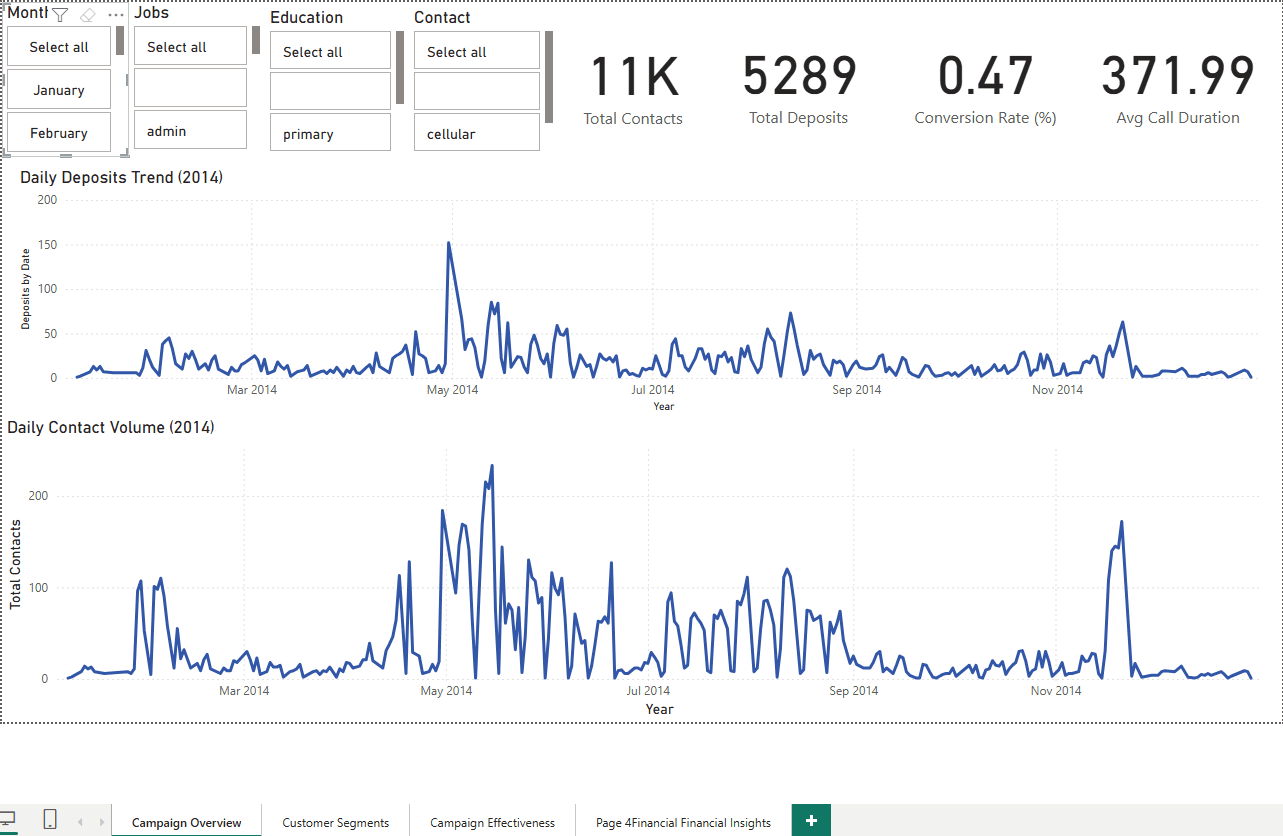 Month
Jobs
Education
Contact
Select all
Select all
Select all
Select all
January
February
admin
primary
cellular
11K
Total Contacts
5289
Total Deposits
0.47
Conversion Rate (%)
371.99
Avg Call Duration
Daily Deposits Trend (2014)
200
150
100
50
0
Deposits by Date
Mar 2014
May 2014
Jul 2014
Sep 2014
Nov 2014
Year
Daily Contact Volume (2014)
200
100
0
Total Contacts
Mar 2014
May 2014
Jul 2014
Sep 2014
Nov 2014
Year
Campaign Overview
Customer Segments
Campaign Effectiveness
Page 4Financial Financial Insights